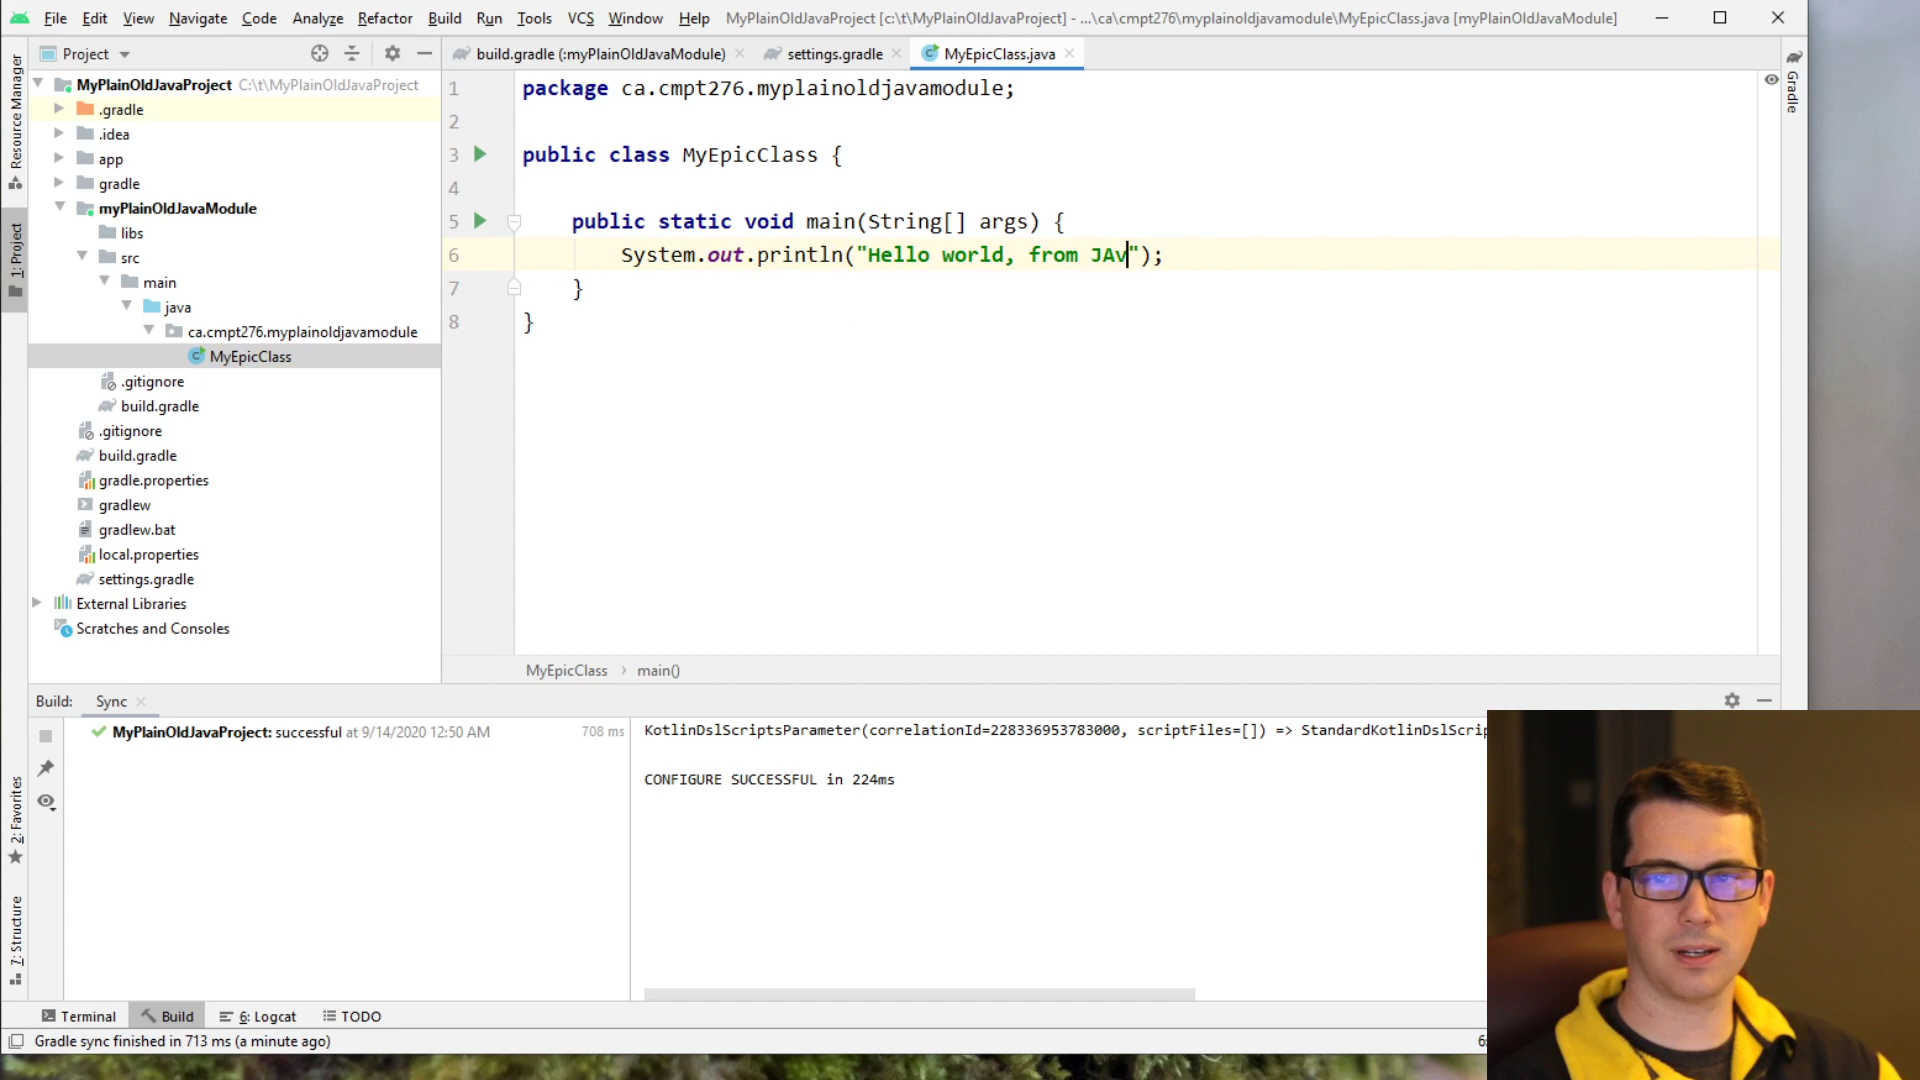 File Edit View Navigate Code Analyze Refactor Build Run Tools VCS Window Help MyPlainOldJavaProject [c:\t\MyPlainOldJavaProject] - ...\ca\cmpt276\myplainoldjavamodule\MyEpicClass.java [myPlainOldJavaModule]
Project
build.gradle (:myPlainOldJavaModule)
settings.gradle
MyEpicClass.java
Resource Manager
1: Project
2: Favorites
7: Structure
Gradle
MyPlainOldJavaProject C:\t\MyPlainOldJavaProject
.gradle
.idea
app
gradle
myPlainOldJavaModule
libs
src
main
java
ca.cmpt276.myplainoldjavamodule
MyEpicClass
.gitignore
build.gradle
.gitignore
build.gradle
gradle.properties
gradlew
gradlew.bat
local.properties
settings.gradle
External Libraries
Scratches and Consoles
1 package ca.cmpt276.myplainoldjavamodule;
2
3 public class MyEpicClass {
4
5 public static void main(String[] args) {
6 System.out.println("Hello world, from JAv");
7 }
8 }
MyEpicClass › main()
Build: Sync
MyPlainOldJavaProject: successful at 9/14/2020 12:50 AM 708 ms
KotlinDslScriptsParameter(correlationId=228336953783000, scriptFiles=[]) => StandardKotlinDslScrip
CONFIGURE SUCCESSFUL in 224ms
Terminal Build 6: Logcat TODO
Gradle sync finished in 713 ms (a minute ago)